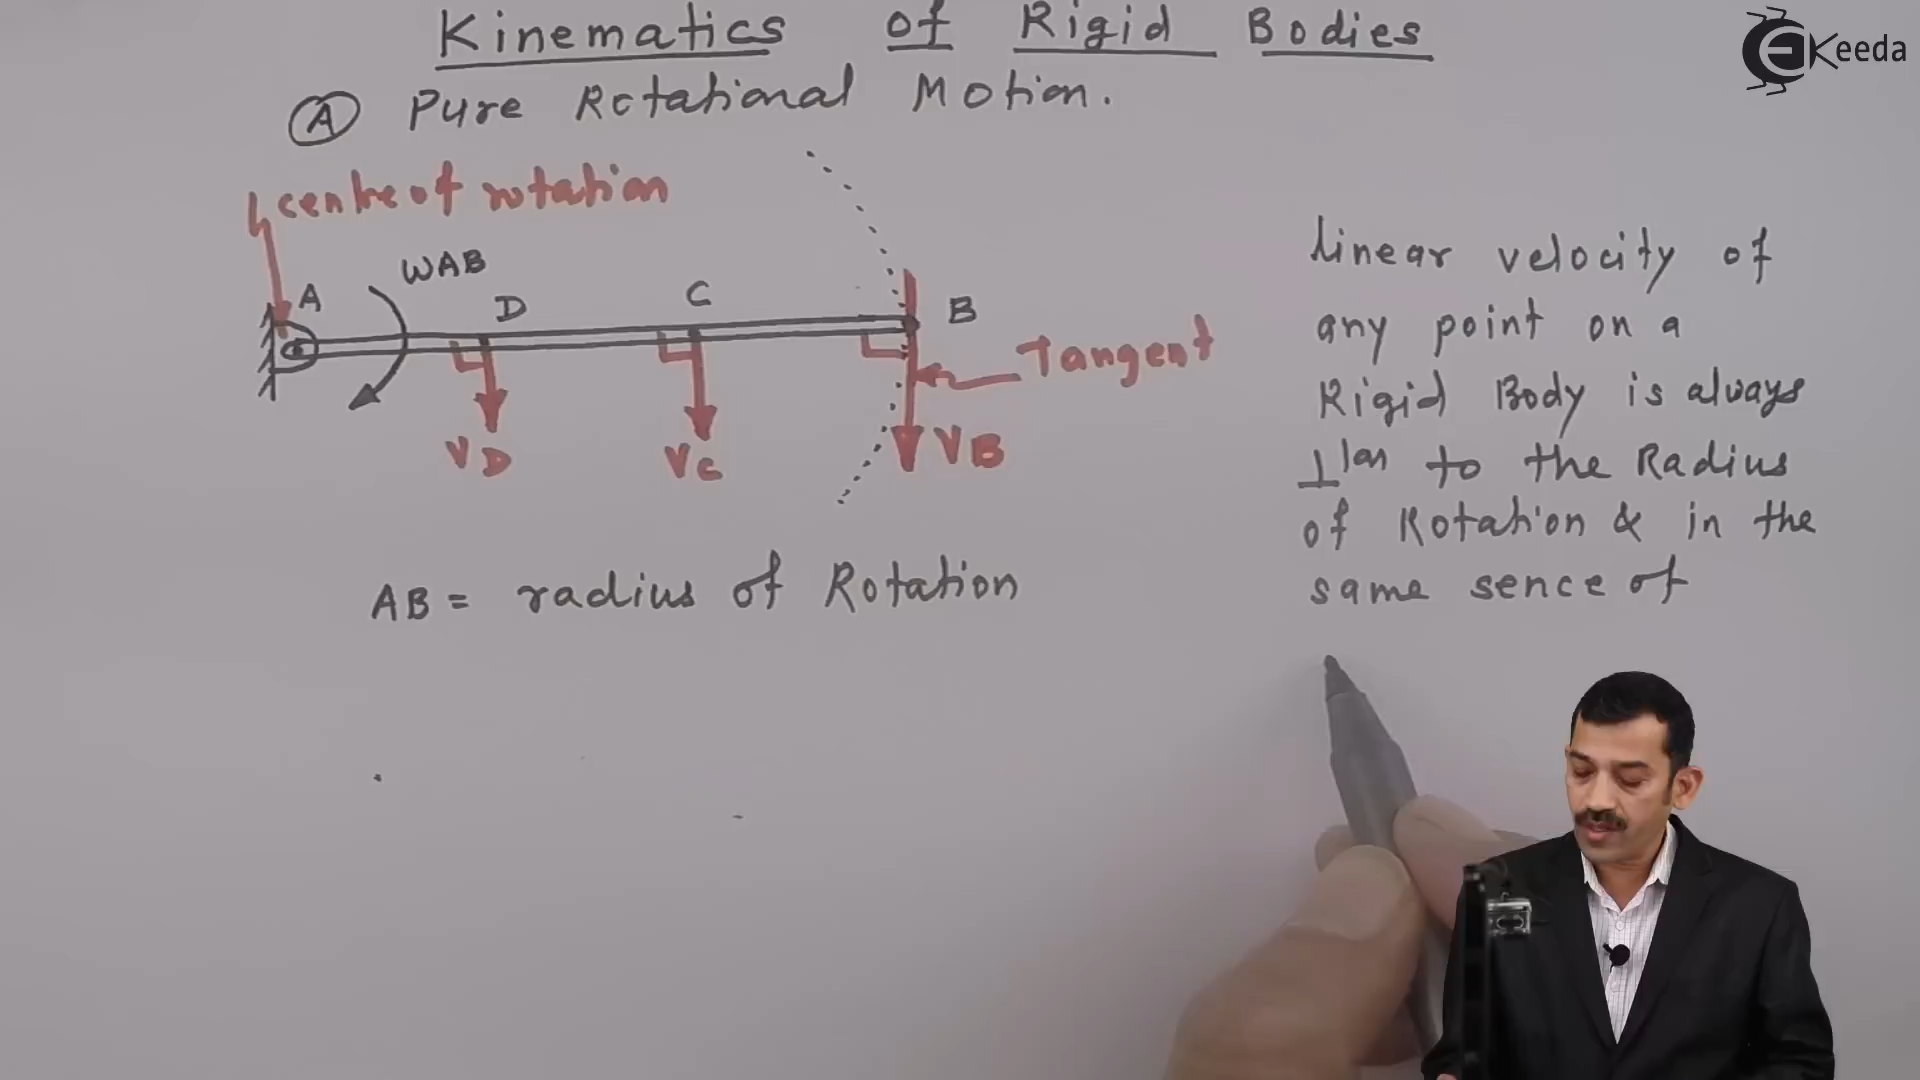 Kinematics of Rigid Bodies
EKeeda
A Pure Rotational Motion.
centre of rotation
WAB
A
D
C
B
Tangent
VD
VC
VB
AB = radius of Rotation
linear velocity of
any point on a
Rigid Body is always
⊥lar to the Radius
of Rotation & in the
same sence of